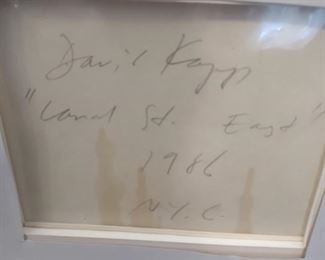 David Kapp
"Canal St. East"
1986
N.Y.C.